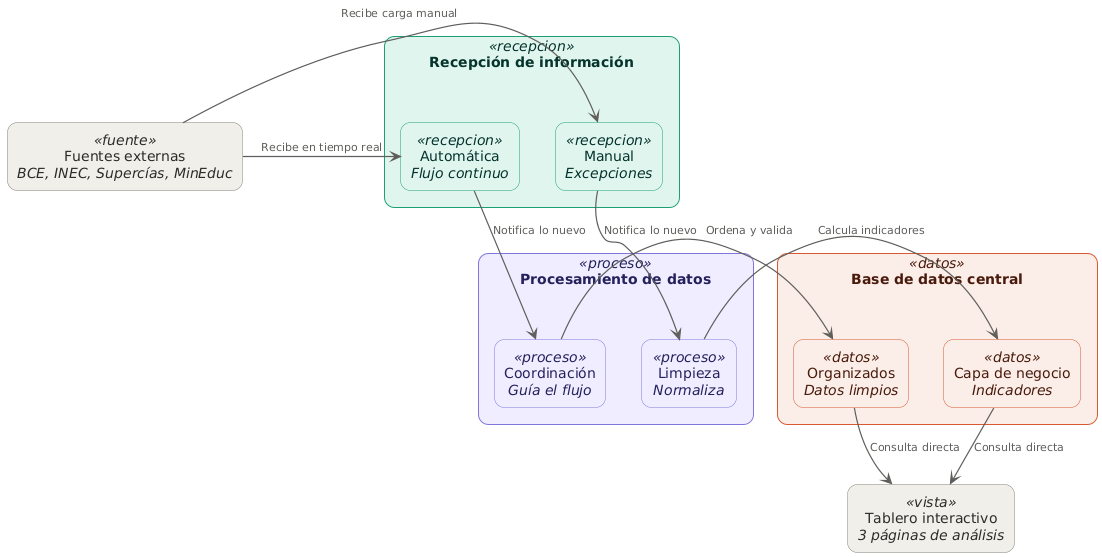 Recibe carga manual
«recepcion»
Recepción de información
«fuente»
Fuentes externas
BCE, INEC, Supercías, MinEduc
Recibe en tiempo real
«recepcion»
Automática
Flujo continuo
«recepcion»
Manual
Excepciones
Notifica lo nuevo
Notifica lo nuevo
Ordena y valida
Calcula indicadores
«proceso»
Procesamiento de datos
«datos»
Base de datos central
«proceso»
Coordinación
Guía el flujo
«proceso»
Limpieza
Normaliza
«datos»
Organizados
Datos limpios
«datos»
Capa de negocio
Indicadores
Consulta directa
Consulta directa
«vista»
Tablero interactivo
3 páginas de análisis